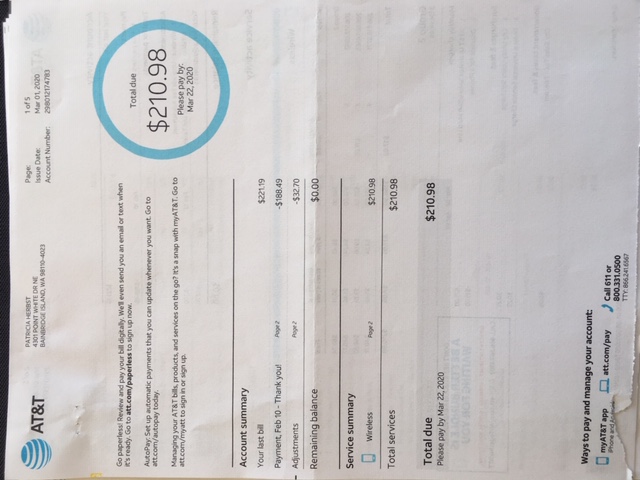 AT&T
PATRICIA HERBST
4301 POINT WHITE DR NE
BAINBRIDGE ISLAND, WA 98110-4023
Page: 1 of 5
Issue Date: Mar 01, 2020
Account Number: 298012174783
Go paperless! Review and pay your bill digitally. We'll even send you an email or text when
it's ready. Go to att.com/paperless to sign up now.
AutoPay: Set up automatic payments that you can update whenever you want. Go to
att.com/autopay today.
Managing your AT&T bills, products, and services on the go? It's a snap with myAT&T. Go to
att.com/myatt to sign in or sign up.
Total due
$210.98
Please pay by:
Mar 22, 2020
Account summary
Your last bill $221.19
Payment, Feb 10 - Thank you! Page 2 -$188.49
Adjustments Page 2 -$32.70
Remaining balance $0.00
Service summary
Wireless Page 2 $210.98
Total services $210.98
Total due $210.98
Please pay by Mar 22, 2020
Ways to pay and manage your account:
myAT&T app
iPhone and Android
att.com/pay
Call 611 or
800.331.0500
TTY: 866.241.6567